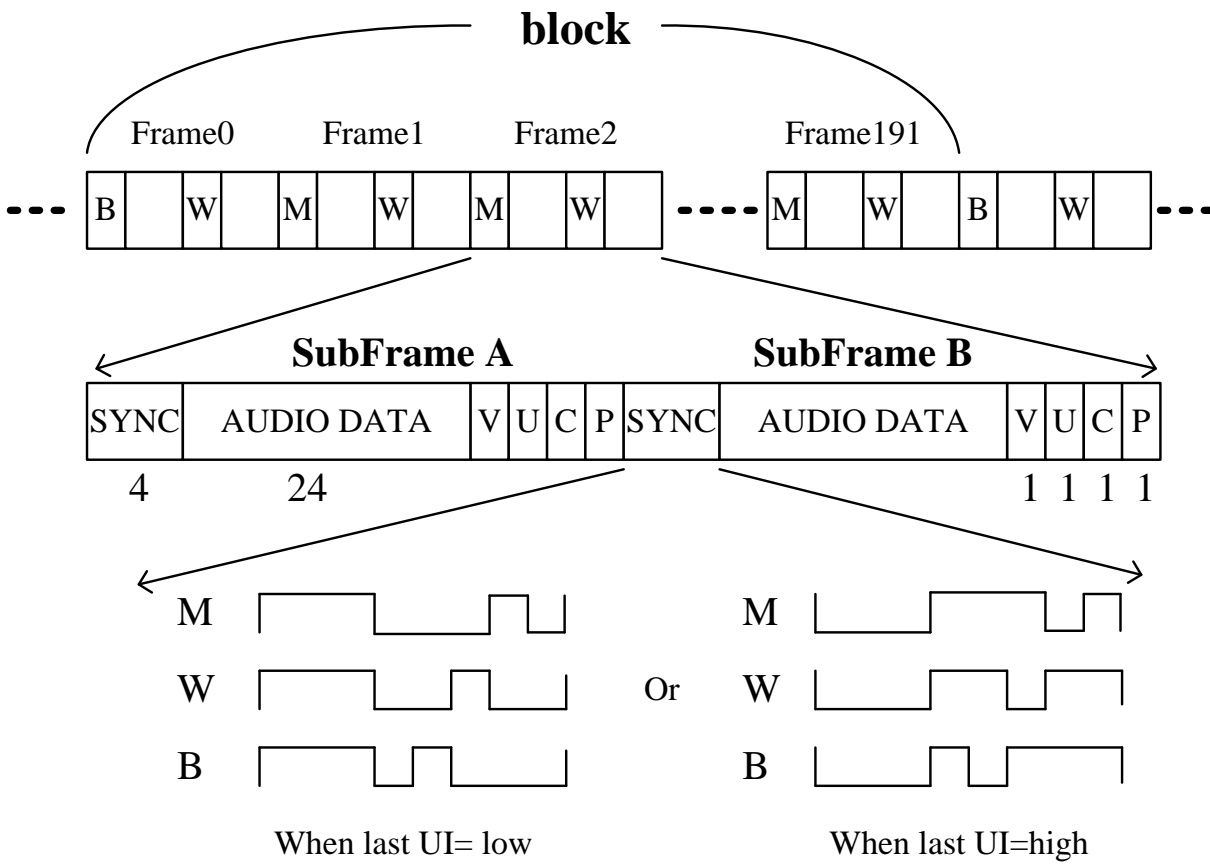 block
Frame0 Frame1 Frame2 Frame191
B W M W M W M W B W
SubFrame A SubFrame B
SYNC AUDIO DATA V U C P SYNC AUDIO DATA V U C P
4 24 1 1 1 1
M M
W Or W
B B
When last UI= low When last UI=high